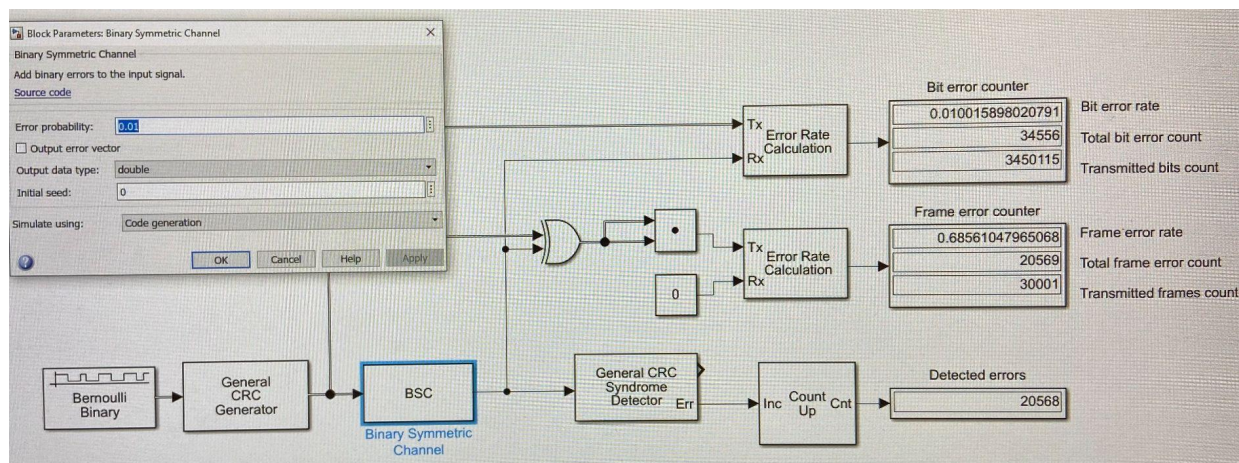 Block Parameters: Binary Symmetric Channel
Binary Symmetric Channel
Add binary errors to the input signal.
Source code
Error probability: 0.01
Output error vector
Output data type: double
Initial seed: 0
Simulate using: Code generation
OK Cancel Help Apply
Bit error counter
Tx
Rx
Error Rate
Calculation
0.010015898020791 Bit error rate
34556 Total bit error count
3450115 Transmitted bits count
Frame error counter
Tx
Rx
Error Rate
Calculation
0
0.68561047965068 Frame error rate
20569 Total frame error count
30001 Transmitted frames count
Bernoulli
Binary
General
CRC
Generator
BSC
Binary Symmetric
Channel
General CRC
Syndrome
Detector Err
Inc Count Cnt
Up
Detected errors
20568